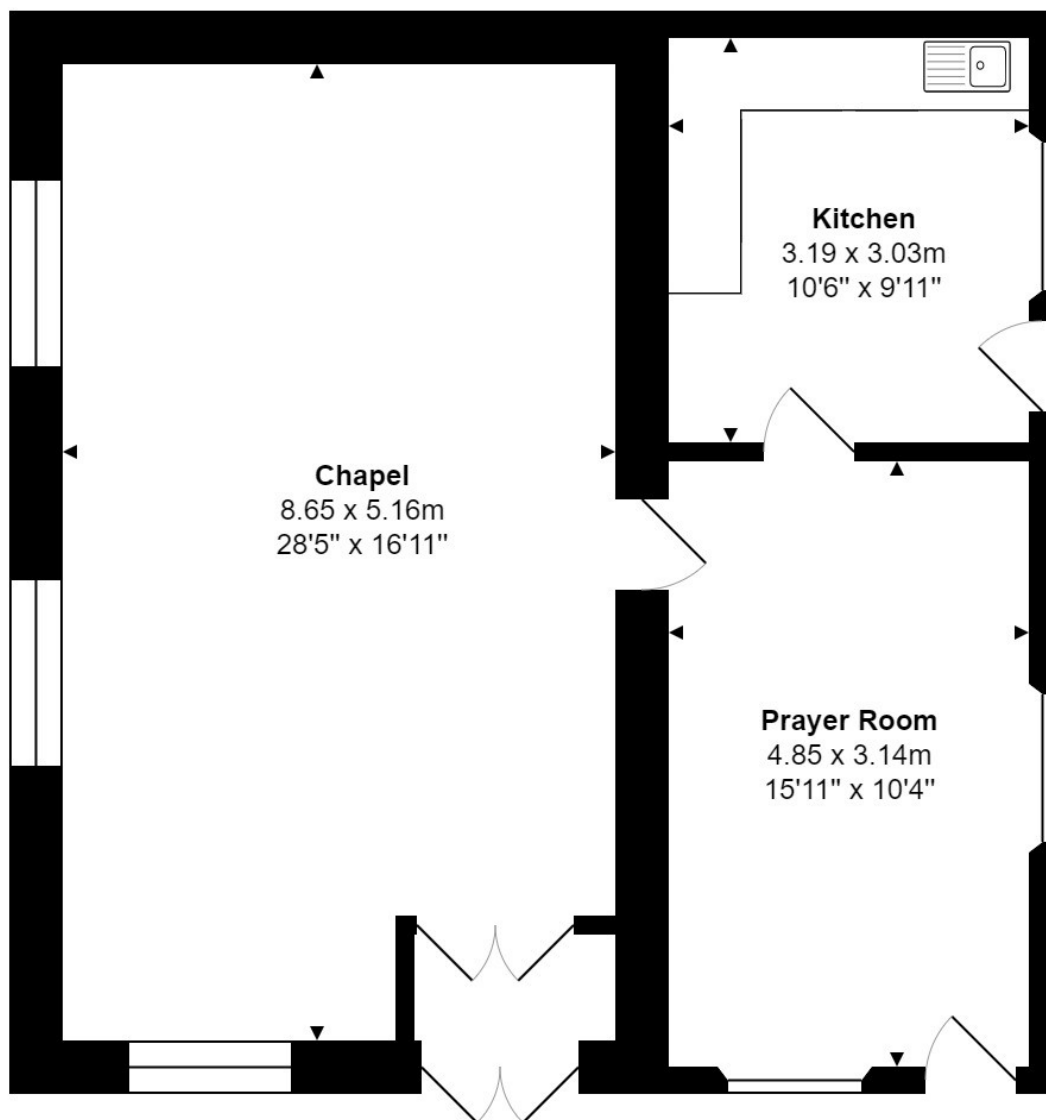 Kitchen
3.19 x 3.03m
10'6" x 9'11"
Chapel
8.65 x 5.16m
28'5" x 16'11"
Prayer Room
4.85 x 3.14m
15'11" x 10'4"